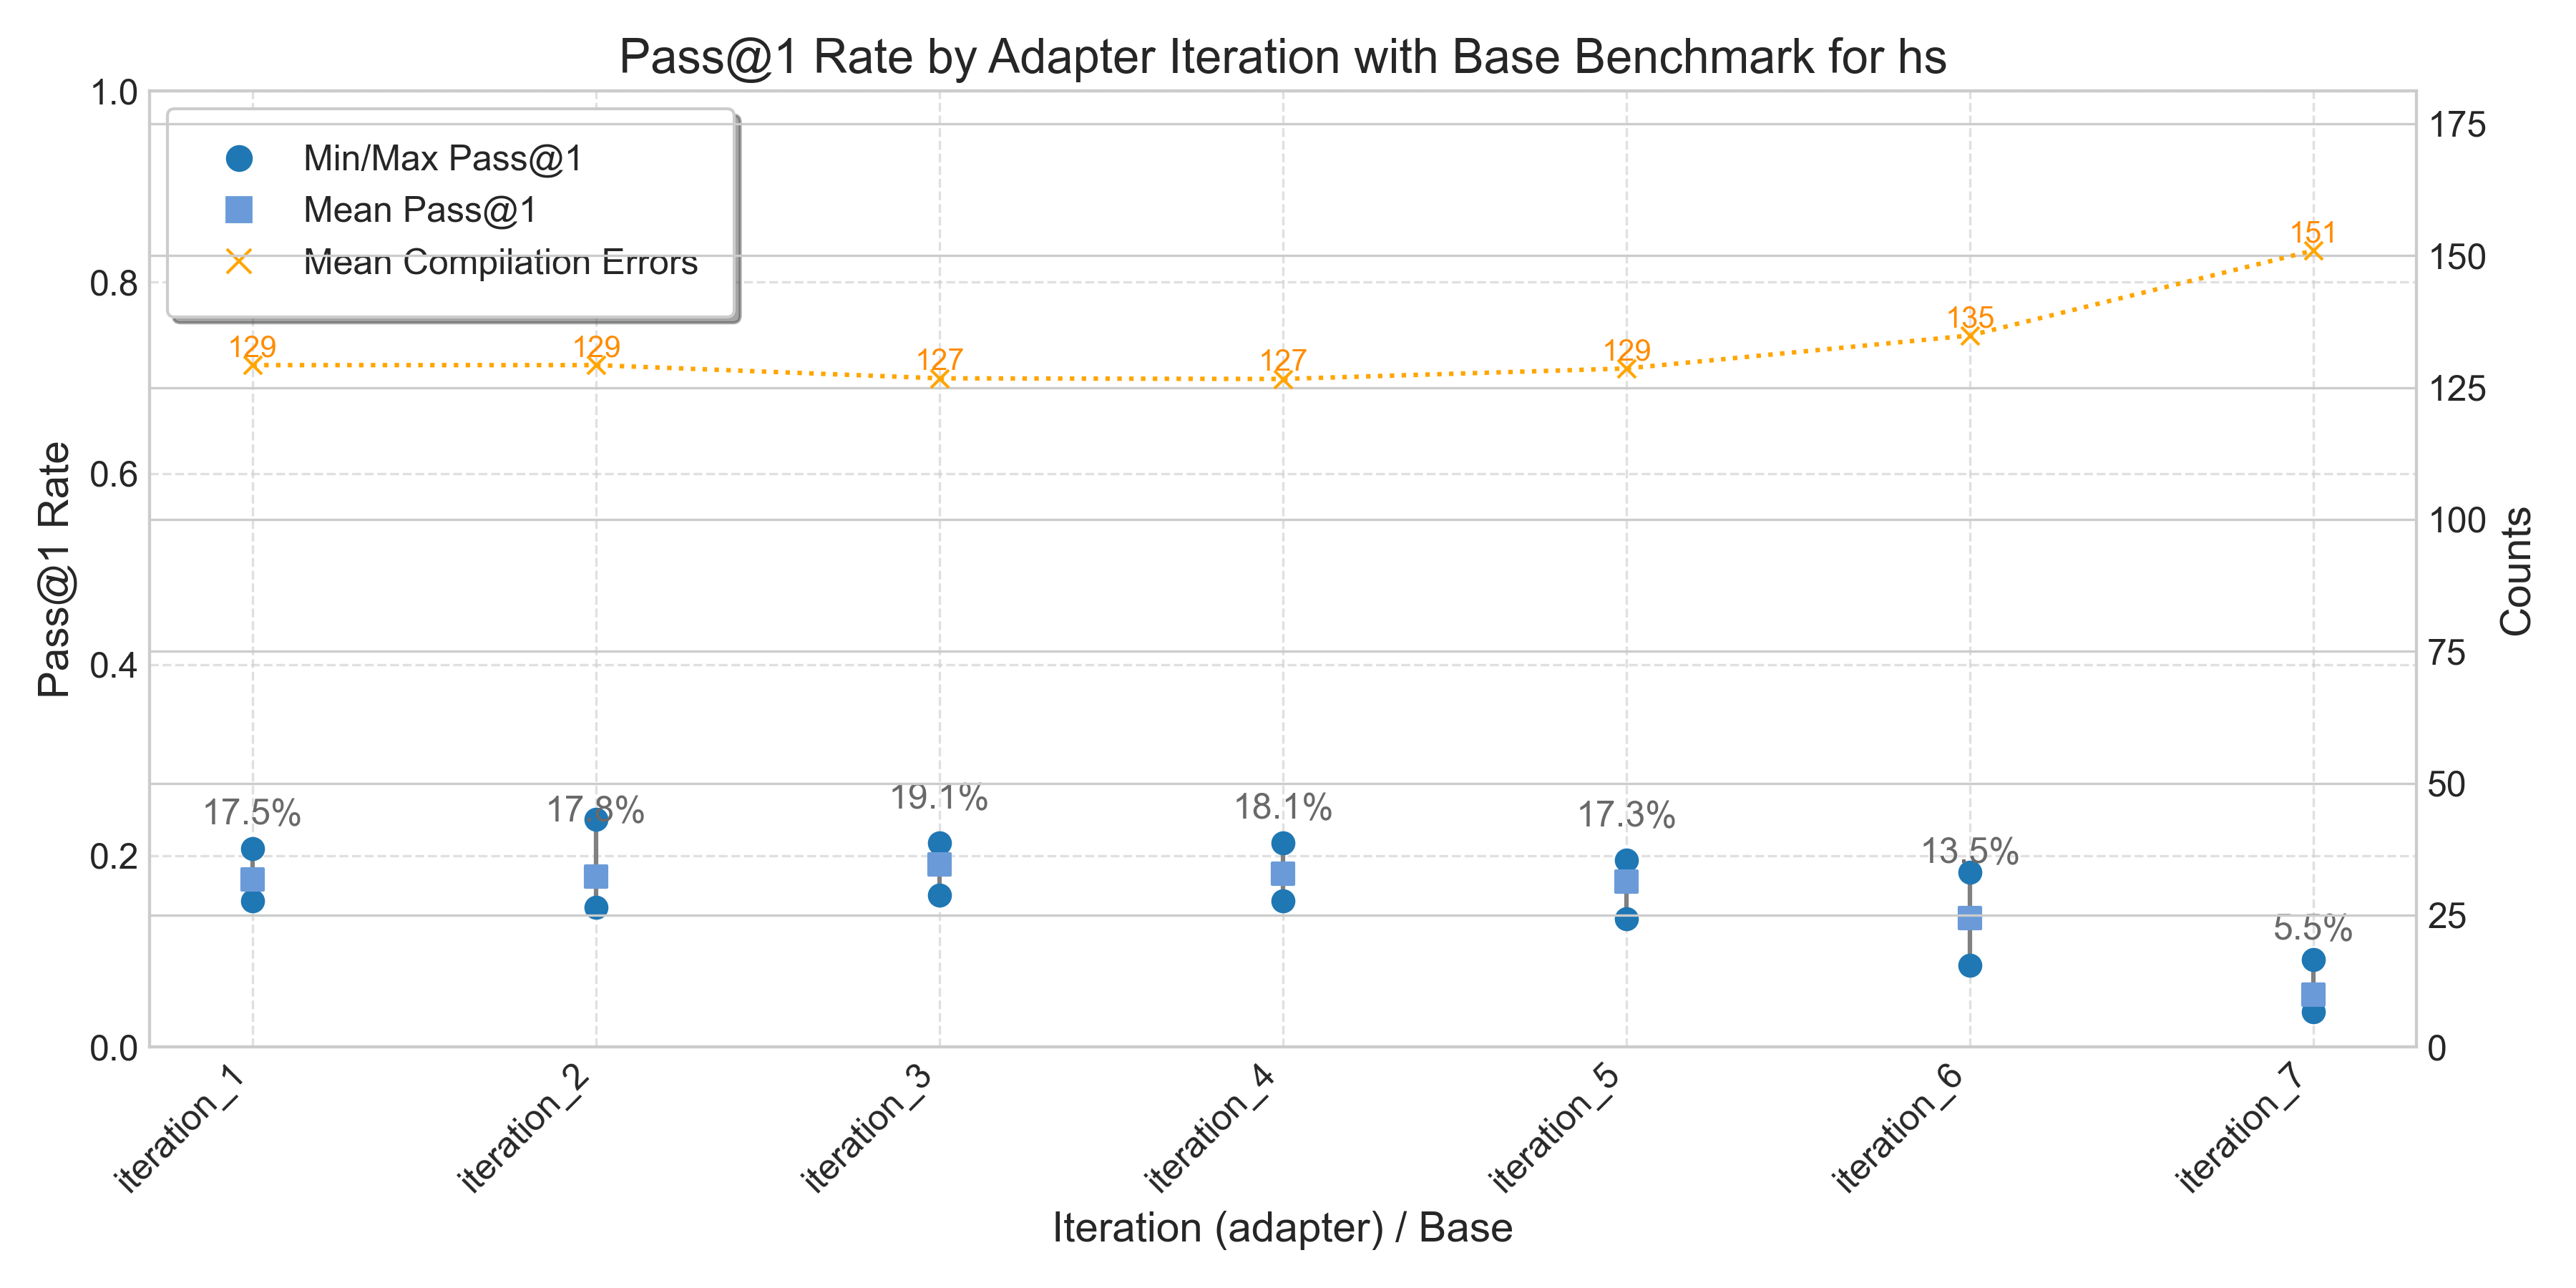 Pass@1 Rate by Adapter Iteration with Base Benchmark for hs
Min/Max Pass@1
Mean Pass@1
Mean Compilation Errors
Pass@1 Rate
1.0
0.8
0.6
0.4
0.2
0.0
Counts
175
150
125
100
75
50
25
0
129
129
127
127
129
135
151
17.5%
17.8%
19.1%
18.1%
17.3%
13.5%
5.5%
iteration_1
iteration_2
iteration_3
iteration_4
iteration_5
iteration_6
iteration_7
Iteration (adapter) / Base